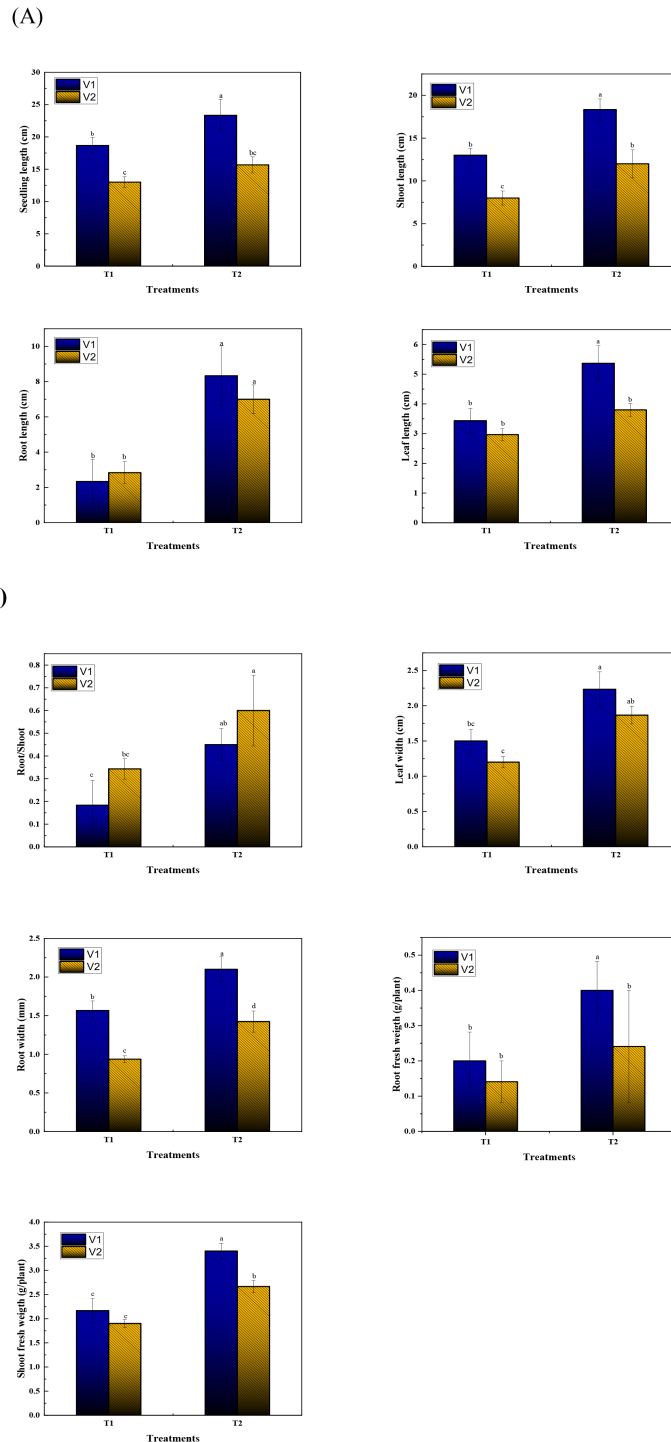 (A)
30
25
20
15
10
5
0
Seedling length (cm)
V1
V2
b
c
a
bc
T1
T2
Treatments
20
15
10
5
0
Shoot length (cm)
V1
V2
b
c
a
b
T1
T2
Treatments
10
8
6
4
2
0
Root length (cm)
V1
V2
b
b
a
a
T1
T2
Treatments
6
5
4
3
2
1
0
Leaf length (cm)
V1
V2
b
b
a
b
T1
T2
Treatments
)
0.8
0.7
0.6
0.5
0.4
0.3
0.2
0.1
0.0
Root/Shoot
V1
V2
c
bc
ab
a
T1
T2
Treatments
2.5
2.0
1.5
1.0
0.5
0.0
Leaf width (cm)
V1
V2
bc
c
a
ab
T1
T2
Treatments
2.5
2.0
1.5
1.0
0.5
0.0
Root width (mm)
V1
V2
b
c
a
d
T1
T2
Treatments
0.5
0.4
0.3
0.2
0.1
0.0
Root fresh weigth (g/plant)
V1
V2
b
b
a
b
T1
T2
Treatments
4.0
3.5
3.0
2.5
2.0
1.5
1.0
0.5
0.0
Shoot fresh weigth (g/plant)
V1
V2
c
c
a
b
T1
T2
Treatments